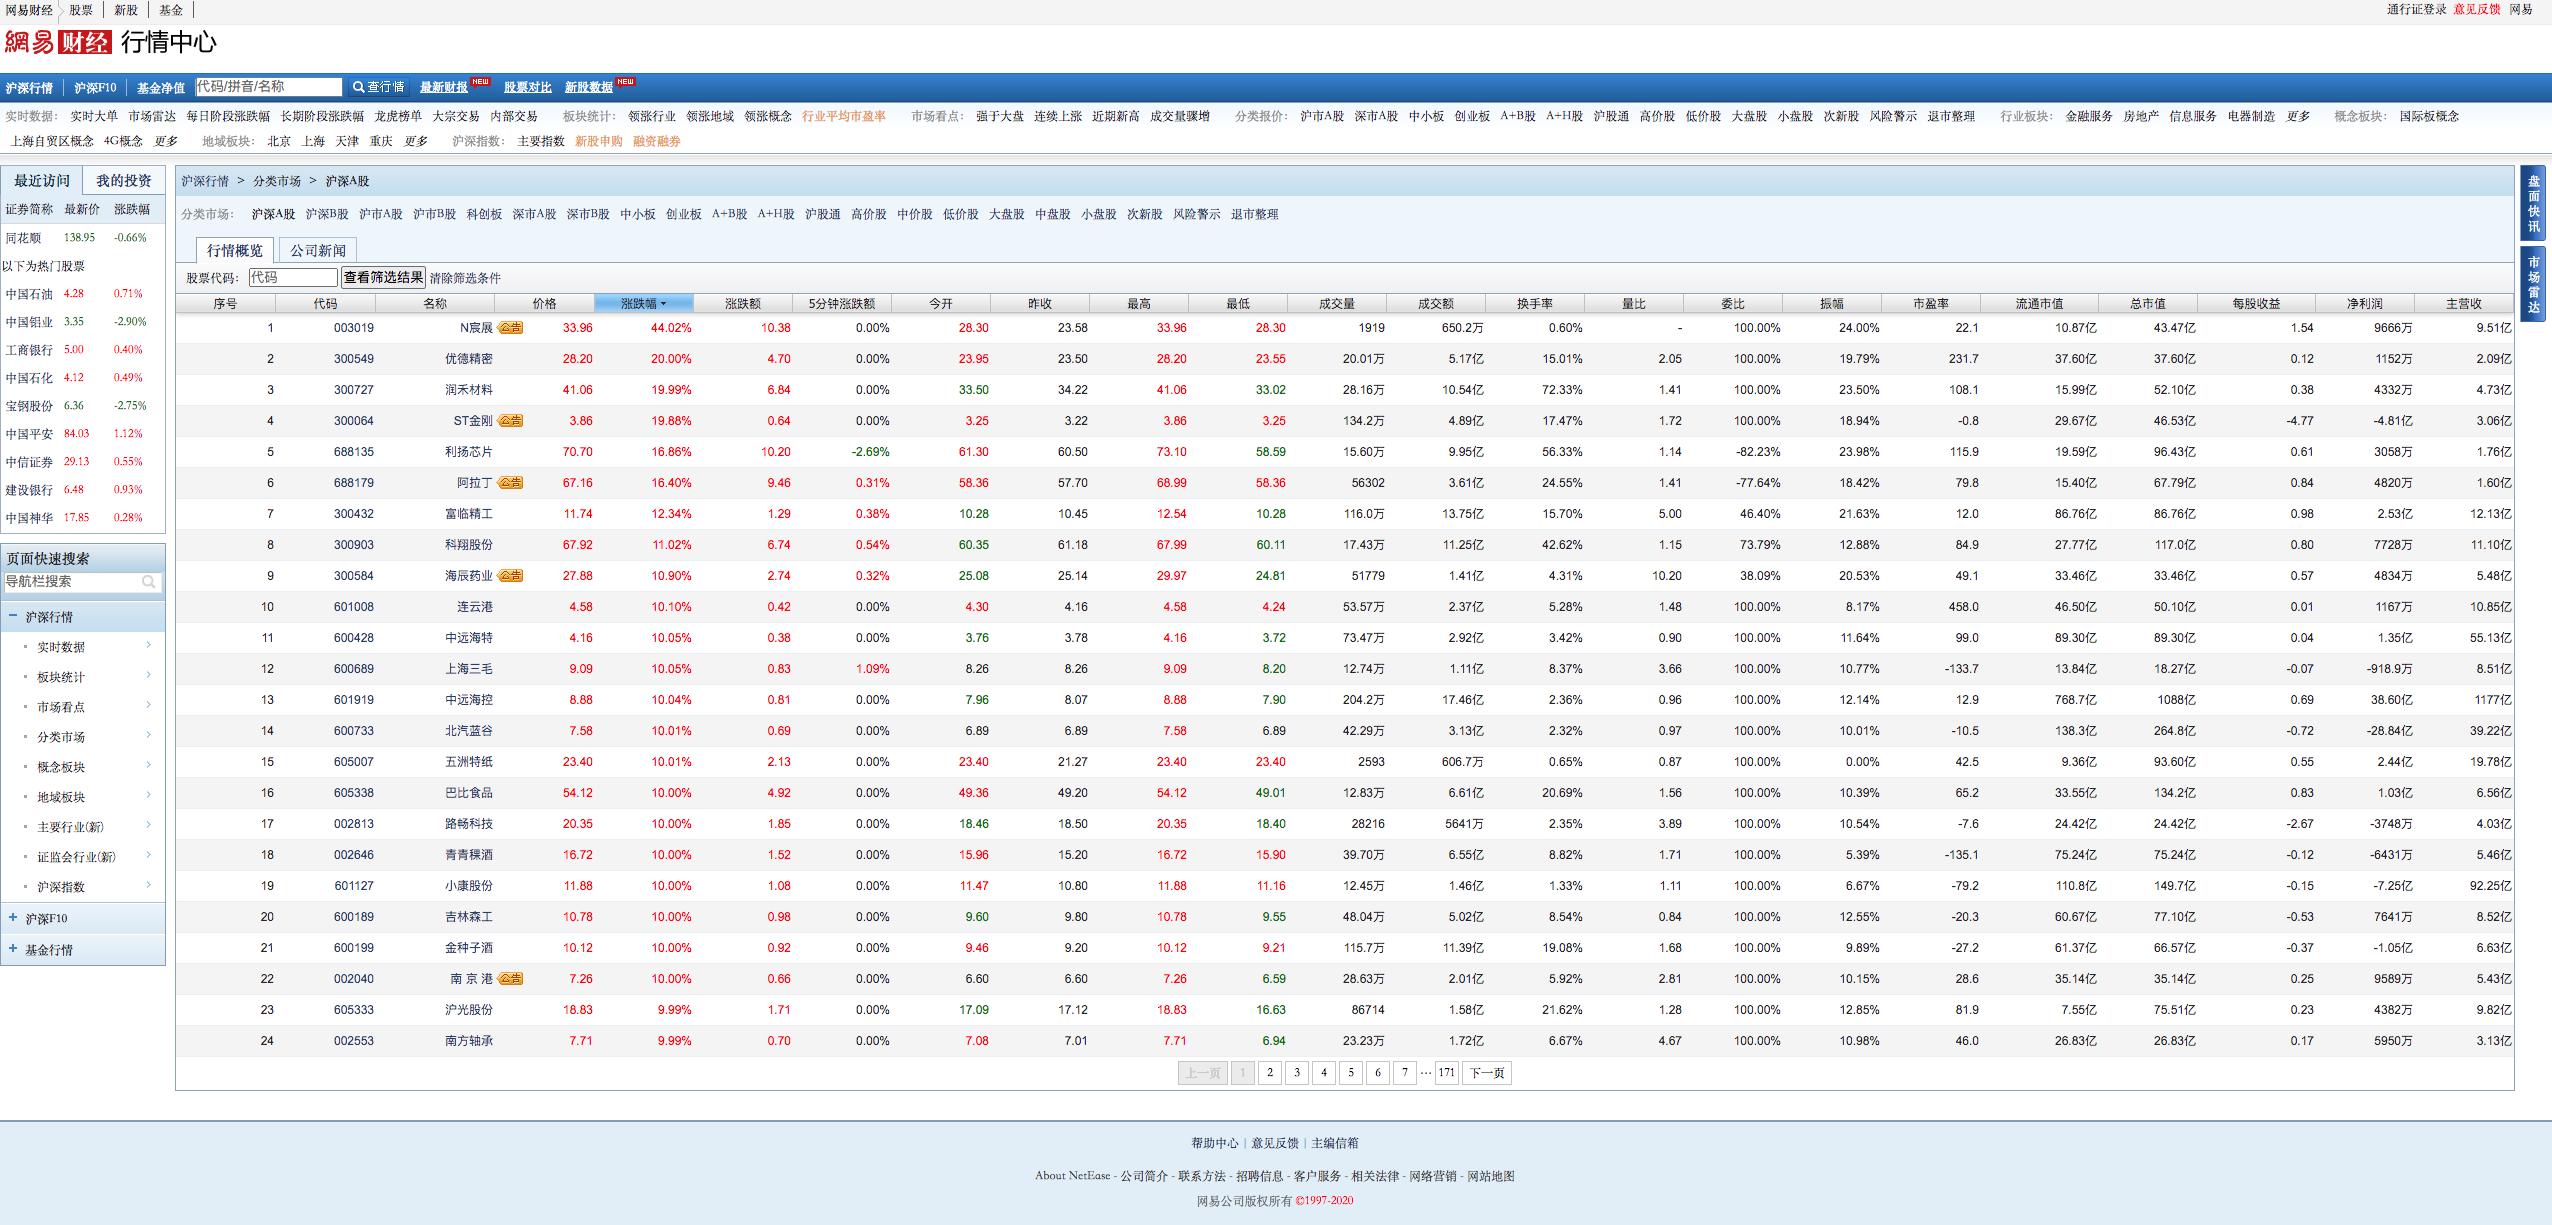 网易财经 股票 新股 基金 通行证登录 意见反馈 网易
網易 财经 行情中心
沪深行情 沪深F10 基金净值 代码/拼音/名称 查行情 最新财报 NEW 股票对比 新股数据 NEW
实时数据: 实时大单 市场雷达 每日阶段涨跌幅 长期阶段涨跌幅 龙虎榜单 大宗交易 内部交易 板块统计: 领涨行业 领涨地域 领涨概念 行业平均市盈率 市场看点: 强于大盘 连续上涨 近期新高 成交量骤增 分类报价: 沪市A股 深市A股 中小板 创业板 A+B股 A+H股 沪股通 高价股 低价股 大盘股 小盘股 次新股 风险警示 退市整理 行业板块: 金融服务 房地产 信息服务 电器制造 更多 概念板块: 国际板概念
上海自贸区概念 4G概念 更多 地域板块: 北京 上海 天津 重庆 更多 沪深指数: 主要指数 新股申购 融资融券
最近访问 我的投资
证券简称 最新价 涨跌幅
同花顺 138.95 -0.66%
以下为热门股票
中国石油 4.28 0.71%
中国铝业 3.35 -2.90%
工商银行 5.00 0.40%
中国石化 4.12 0.49%
宝钢股份 6.36 -2.75%
中国平安 84.03 1.12%
中信证券 29.13 0.55%
建设银行 6.48 0.93%
中国神华 17.85 0.28%
页面快速搜索
导航栏搜索
沪深行情
实时数据
板块统计
市场看点
分类市场
概念板块
地域板块
主要行业(新)
证监会行业(新)
沪深指数
沪深F10
基金行情
沪深行情 > 分类市场 > 沪深A股
分类市场: 沪深A股 沪深B股 沪市A股 沪市B股 科创板 深市A股 深市B股 中小板 创业板 A+B股 A+H股 沪股通 高价股 中价股 低价股 大盘股 中盘股 小盘股 次新股 风险警示 退市整理
行情概览 公司新闻
股票代码: 代码 查看筛选结果 清除筛选条件
序号 代码 名称 价格 涨跌幅 涨跌额 5分钟涨跌额 今开 昨收 最高 最低 成交量 成交额 换手率 量比 委比 振幅 市盈率 流通市值 总市值 每股收益 净利润 主营收
1 003019 N宸展 公告 33.96 44.02% 10.38 0.00% 28.30 23.58 33.96 28.30 1919 650.2万 0.60% - 100.00% 24.00% 22.1 10.87亿 43.47亿 1.54 9666万 9.51亿
2 300549 优德精密 28.20 20.00% 4.70 0.00% 23.95 23.50 28.20 23.55 20.01万 5.17亿 15.01% 2.05 100.00% 19.79% 231.7 37.60亿 37.60亿 0.12 1152万 2.09亿
3 300727 润禾材料 41.06 19.99% 6.84 0.00% 33.50 34.22 41.06 33.02 28.16万 10.54亿 72.33% 1.41 100.00% 23.50% 108.1 15.99亿 52.10亿 0.38 4332万 4.73亿
4 300064 ST金刚 公告 3.86 19.88% 0.64 0.00% 3.25 3.22 3.86 3.25 134.2万 4.89亿 17.47% 1.72 100.00% 18.94% -0.8 29.67亿 46.53亿 -4.77 -4.81亿 3.06亿
5 688135 利扬芯片 70.70 16.86% 10.20 -2.69% 61.30 60.50 73.10 58.59 15.60万 9.95亿 56.33% 1.14 -82.23% 23.98% 115.9 19.59亿 96.43亿 0.61 3058万 1.76亿
6 688179 阿拉丁 公告 67.16 16.40% 9.46 0.31% 58.36 57.70 68.99 58.36 56302 3.61亿 24.55% 1.41 -77.64% 18.42% 79.8 15.40亿 67.79亿 0.84 4820万 1.60亿
7 300432 富临精工 11.74 12.34% 1.29 0.38% 10.28 10.45 12.54 10.28 116.0万 13.75亿 15.70% 5.00 46.40% 21.63% 12.0 86.76亿 86.76亿 0.98 2.53亿 12.13亿
8 300903 科翔股份 67.92 11.02% 6.74 0.54% 60.35 61.18 67.99 60.11 17.43万 11.25亿 42.62% 1.15 73.79% 12.88% 84.9 27.77亿 117.0亿 0.80 7728万 11.10亿
9 300584 海辰药业 公告 27.88 10.90% 2.74 0.32% 25.08 25.14 29.97 24.81 51779 1.41亿 4.31% 10.20 38.09% 20.53% 49.1 33.46亿 33.46亿 0.57 4834万 5.48亿
10 601008 连云港 4.58 10.10% 0.42 0.00% 4.30 4.16 4.58 4.24 53.57万 2.37亿 5.28% 1.48 100.00% 8.17% 458.0 46.50亿 50.10亿 0.01 1167万 10.85亿
11 600428 中远海特 4.16 10.05% 0.38 0.00% 3.76 3.78 4.16 3.72 73.47万 2.92亿 3.42% 0.90 100.00% 11.64% 99.0 89.30亿 89.30亿 0.04 1.35亿 55.13亿
12 600689 上海三毛 9.09 10.05% 0.83 1.09% 8.26 8.26 9.09 8.20 12.74万 1.11亿 8.37% 3.66 100.00% 10.77% -133.7 13.84亿 18.27亿 -0.07 -918.9万 8.51亿
13 601919 中远海控 8.88 10.04% 0.81 0.00% 7.96 8.07 8.88 7.90 204.2万 17.46亿 2.36% 0.96 100.00% 12.14% 12.9 768.7亿 1088亿 0.69 38.60亿 1177亿
14 600733 北汽蓝谷 7.58 10.01% 0.69 0.00% 6.89 6.89 7.58 6.89 42.29万 3.13亿 2.32% 0.97 100.00% 10.01% -10.5 138.3亿 264.8亿 -0.72 -28.84亿 39.22亿
15 605007 五洲特纸 23.40 10.01% 2.13 0.00% 23.40 21.27 23.40 23.40 2593 606.7万 0.65% 0.87 100.00% 0.00% 42.5 9.36亿 93.60亿 0.55 2.44亿 19.78亿
16 605338 巴比食品 54.12 10.00% 4.92 0.00% 49.36 49.20 54.12 49.01 12.83万 6.61亿 20.69% 1.56 100.00% 10.39% 65.2 33.55亿 134.2亿 0.83 1.03亿 6.56亿
17 002813 路畅科技 20.35 10.00% 1.85 0.00% 18.46 18.50 20.35 18.40 28216 5641万 2.35% 3.89 100.00% 10.54% -7.6 24.42亿 24.42亿 -2.67 -3748万 4.03亿
18 002646 青青稞酒 16.72 10.00% 1.52 0.00% 15.96 15.20 16.72 15.90 39.70万 6.55亿 8.82% 1.71 100.00% 5.39% -135.1 75.24亿 75.24亿 -0.12 -6431万 5.46亿
19 601127 小康股份 11.88 10.00% 1.08 0.00% 11.47 10.80 11.88 11.16 12.45万 1.46亿 1.33% 1.11 100.00% 6.67% -79.2 110.8亿 149.7亿 -0.15 -7.25亿 92.25亿
20 600189 吉林森工 10.78 10.00% 0.98 0.00% 9.60 9.80 10.78 9.55 48.04万 5.02亿 8.54% 0.84 100.00% 12.55% -20.3 60.67亿 77.10亿 -0.53 7641万 8.52亿
21 600199 金种子酒 10.12 10.00% 0.92 0.00% 9.46 9.20 10.12 9.21 115.7万 11.39亿 19.08% 1.68 100.00% 9.89% -27.2 61.37亿 66.57亿 -0.37 -1.05亿 6.63亿
22 002040 南 京 港 公告 7.26 10.00% 0.66 0.00% 6.60 6.60 7.26 6.59 28.63万 2.01亿 5.92% 2.81 100.00% 10.15% 28.6 35.14亿 35.14亿 0.25 9589万 5.43亿
23 605333 沪光股份 18.83 9.99% 1.71 0.00% 17.09 17.12 18.83 16.63 86714 1.58亿 21.62% 1.28 100.00% 12.85% 81.9 7.55亿 75.51亿 0.23 4382万 9.82亿
24 002553 南方轴承 7.71 9.99% 0.70 0.00% 7.08 7.01 7.71 6.94 23.23万 1.72亿 6.67% 4.67 100.00% 10.98% 46.0 26.83亿 26.83亿 0.17 5950万 3.13亿
上一页 1 2 3 4 5 6 7 ... 171 下一页
盘面快讯
市场雷达
帮助中心 | 意见反馈 | 主编信箱
About NetEase - 公司简介 - 联系方法 - 招聘信息 - 客户服务 - 相关法律 - 网络营销 - 网站地图
网易公司版权所有 ©1997-2020